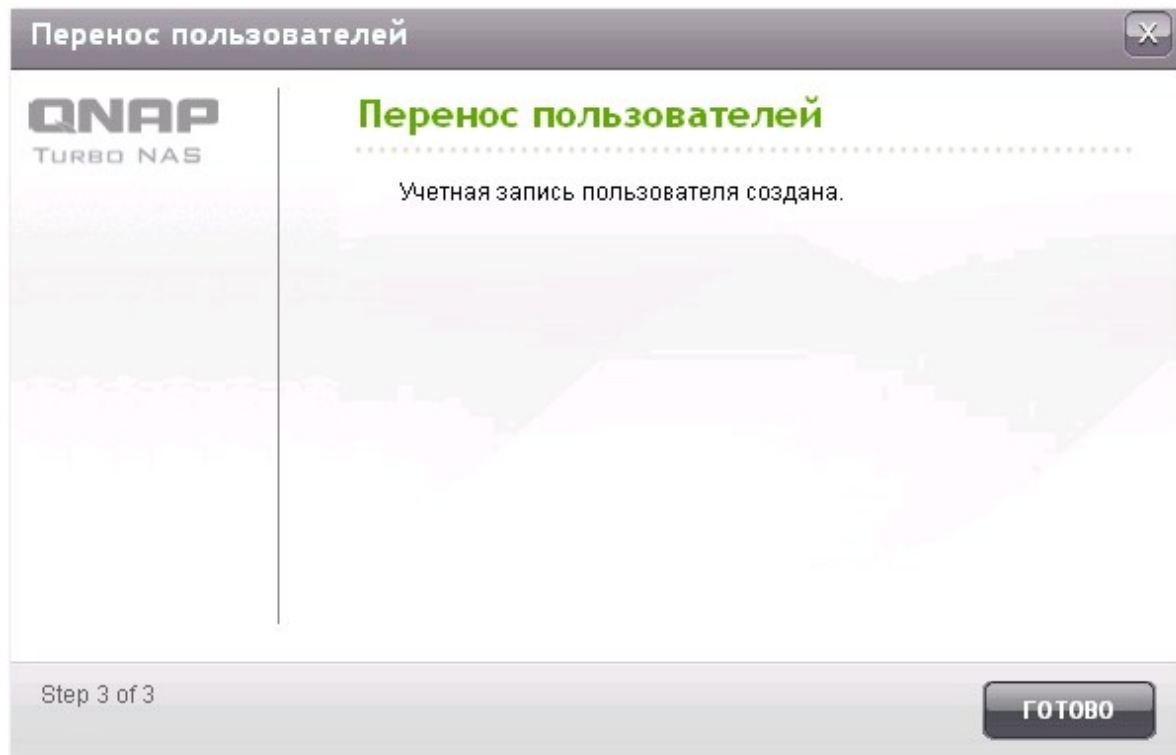 Перенос пользователей
X
QNAP
TURBO NAS
Перенос пользователей
Учетная запись пользователя создана.
Step 3 of 3
ГОТОВО